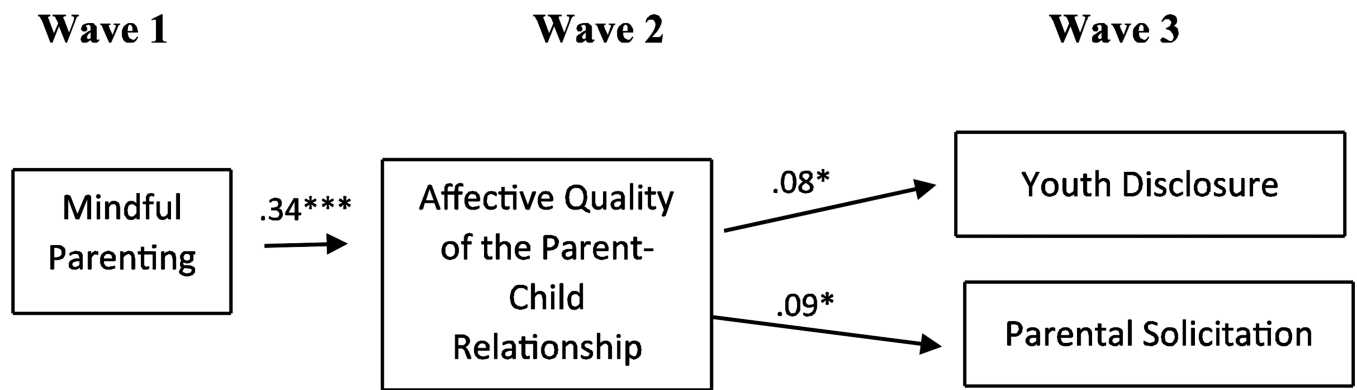 Wave 1
Wave 2
Wave 3
Mindful
Parenting
.34***
Affective Quality
of the Parent-
Child
Relationship
.08*
Youth Disclosure
.09*
Parental Solicitation